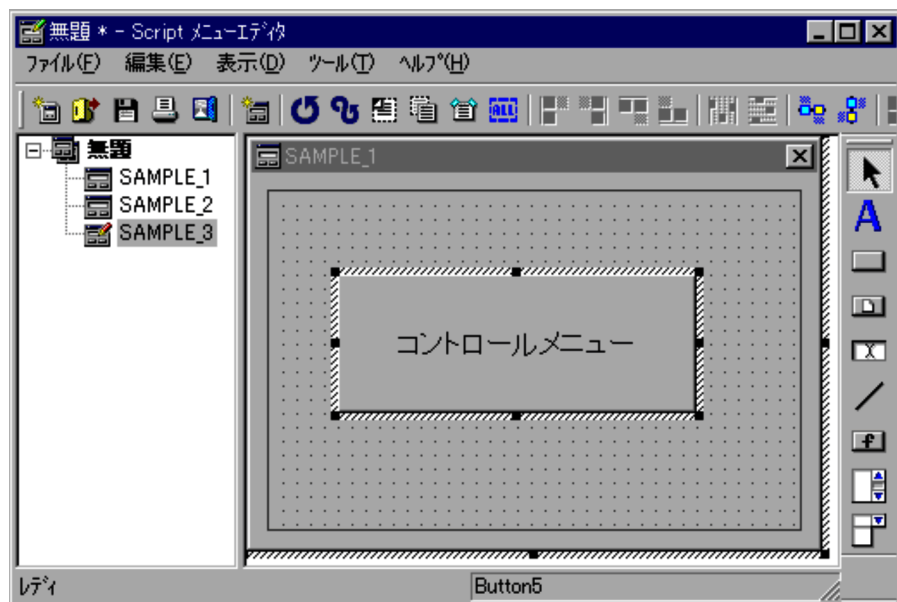 無題 * - Script ﾒﾆｭｰｴﾃﾞｨﾀ
ﾌｧｲﾙ(F) 編集(E) 表示(D) ﾂｰﾙ(T) ﾍﾙﾌﾟ(H)
ALL
無題
SAMPLE_1
SAMPLE_2
SAMPLE_3
SAMPLE_1
コントロールメニュー
A
X
f
ﾚﾃﾞｨ
Button5